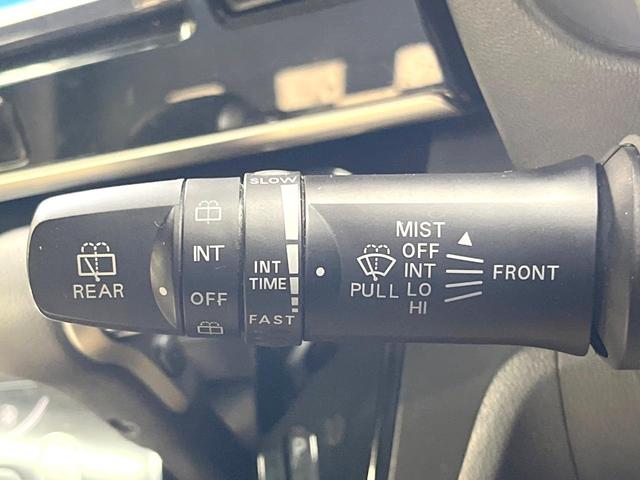 REAR
INT
OFF
SLOW
INT
TIME
FAST
PULL
MIST
OFF
INT
LO
HI
FRONT